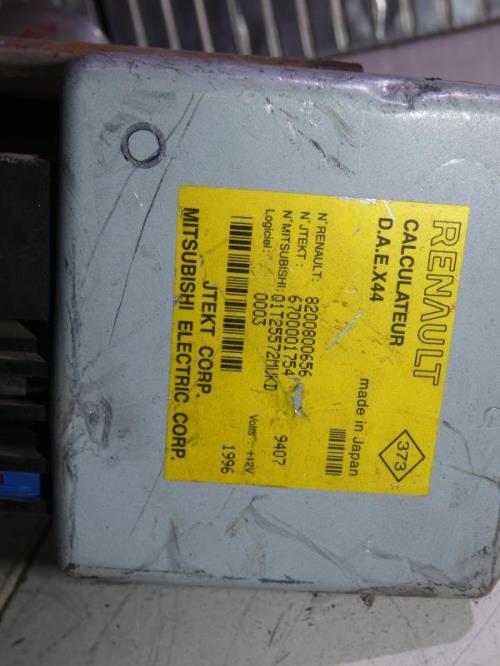 RENAULT
CALCULATEUR
D.A.E.X44
made in Japan
373
N° RENAULT: 8200800656
N° JTEKT: 6700001754
N° MITSUBISHI: Q1T25572MUKD 9407
Logiciel: 0003 Volts +12V 1996
JTEKT CORP.
MITSUBISHI ELECTRIC CORP.